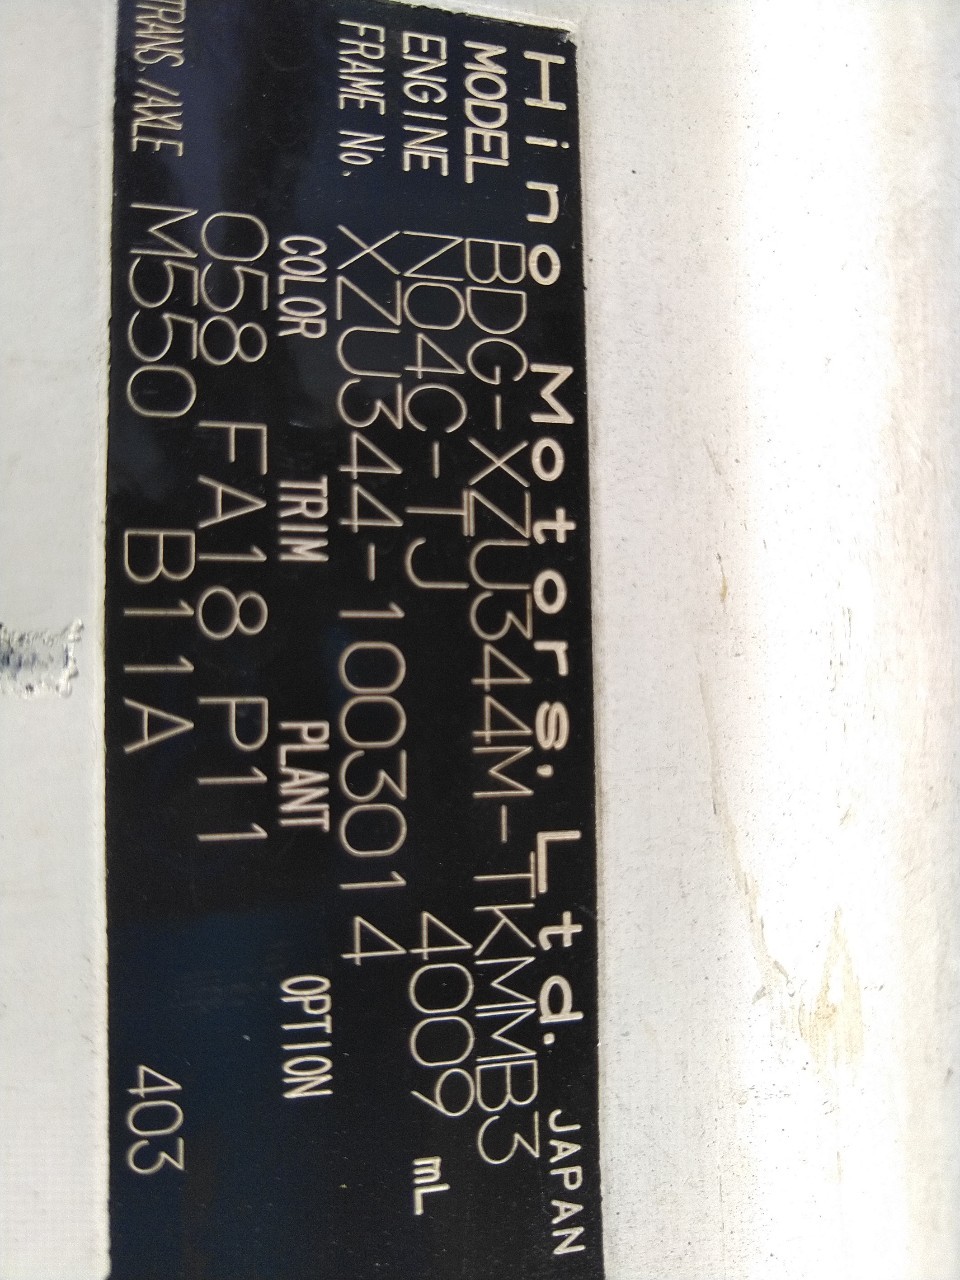 Hino Motors, Ltd. JAPAN
MODEL BDG-XZU344M-TKMMB3
ENGINE N04C-TJ 4009 mL
FRAME No. XZU344-1003014
COLOR TRIM PLANT OPTION
058 FA18 P11
TRANS./AXLE M550 B11A 403